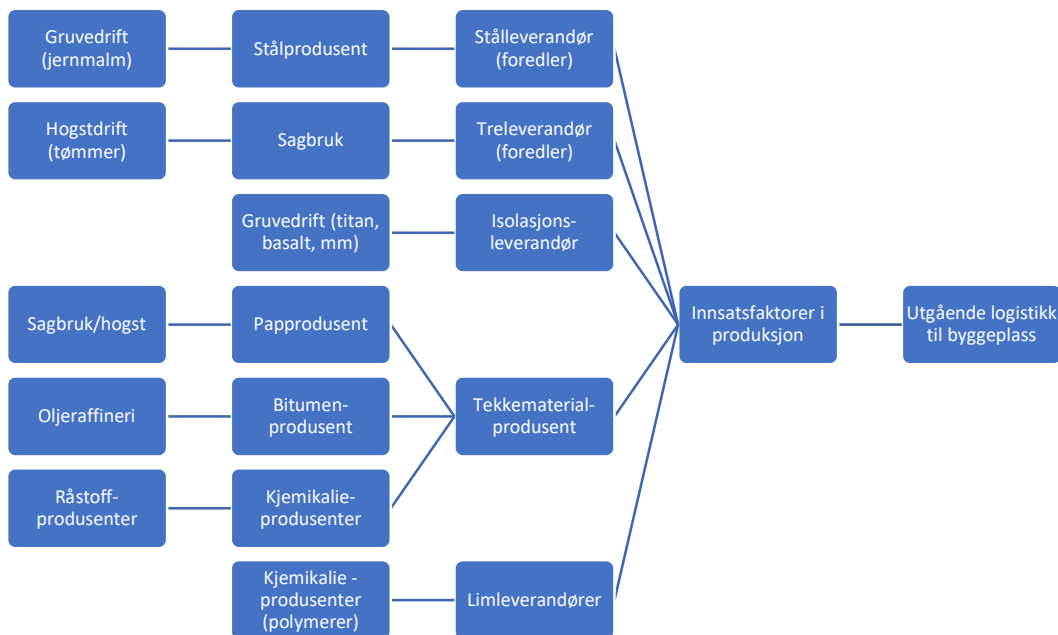 Gruvedrift
(jernmalm)
Stålprodusent
Stålleverandør
(foredler)
Hogstdrift
(tømmer)
Sagbruk
Treleverandør
(foredler)
Gruvedrift (titan,
basalt, mm)
Isolasjons-
leverandør
Sagbruk/hogst
Papprodusent
Innsatsfaktorer i
produksjon
Utgående logistikk
til byggeplass
Oljeraffineri
Bitumen-
produsent
Tekkematerial-
produsent
Råstoff-
produsenter
Kjemikalie-
produsenter
Kjemikalie -
produsenter
(polymerer)
Limleverandører